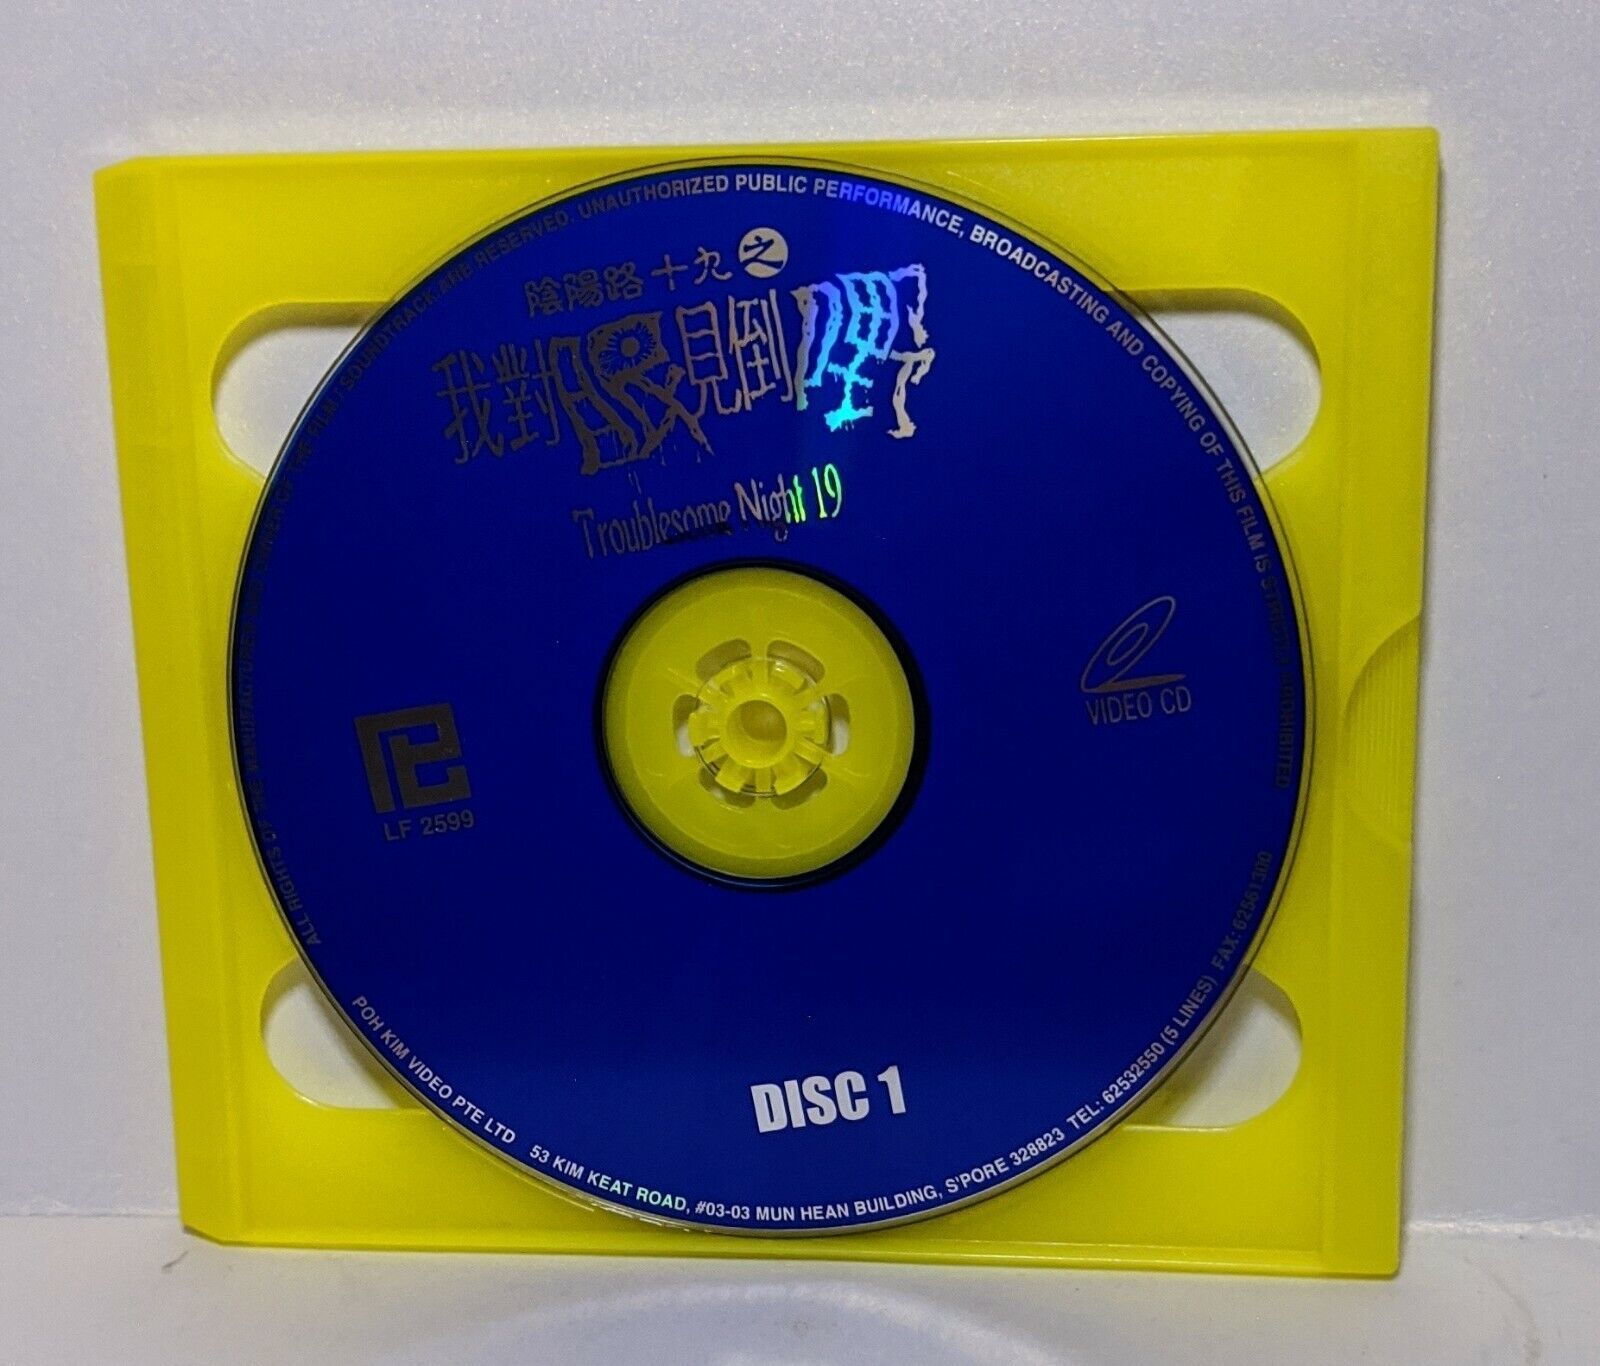 ALL RIGHTS OF THE MANUFACTURER AND OWNER OF THE FILM / SOUNDTRACK ARE RESERVED. UNAUTHORIZED PUBLIC PERFORMANCE, BROADCASTING AND COPYING OF THIS FILM IS STRICTLY PROHIBITED
陰陽路十九之
我對眼見到嘢
Troublesome Night 19
VIDEO CD
LF 2599
DISC 1
POH KIM VIDEO PTE LTD 53 KIM KEAT ROAD, #03-03 MUN HEAN BUILDING, S'PORE 328823 TEL: 62532550 (5 LINES) FAX: 62561300